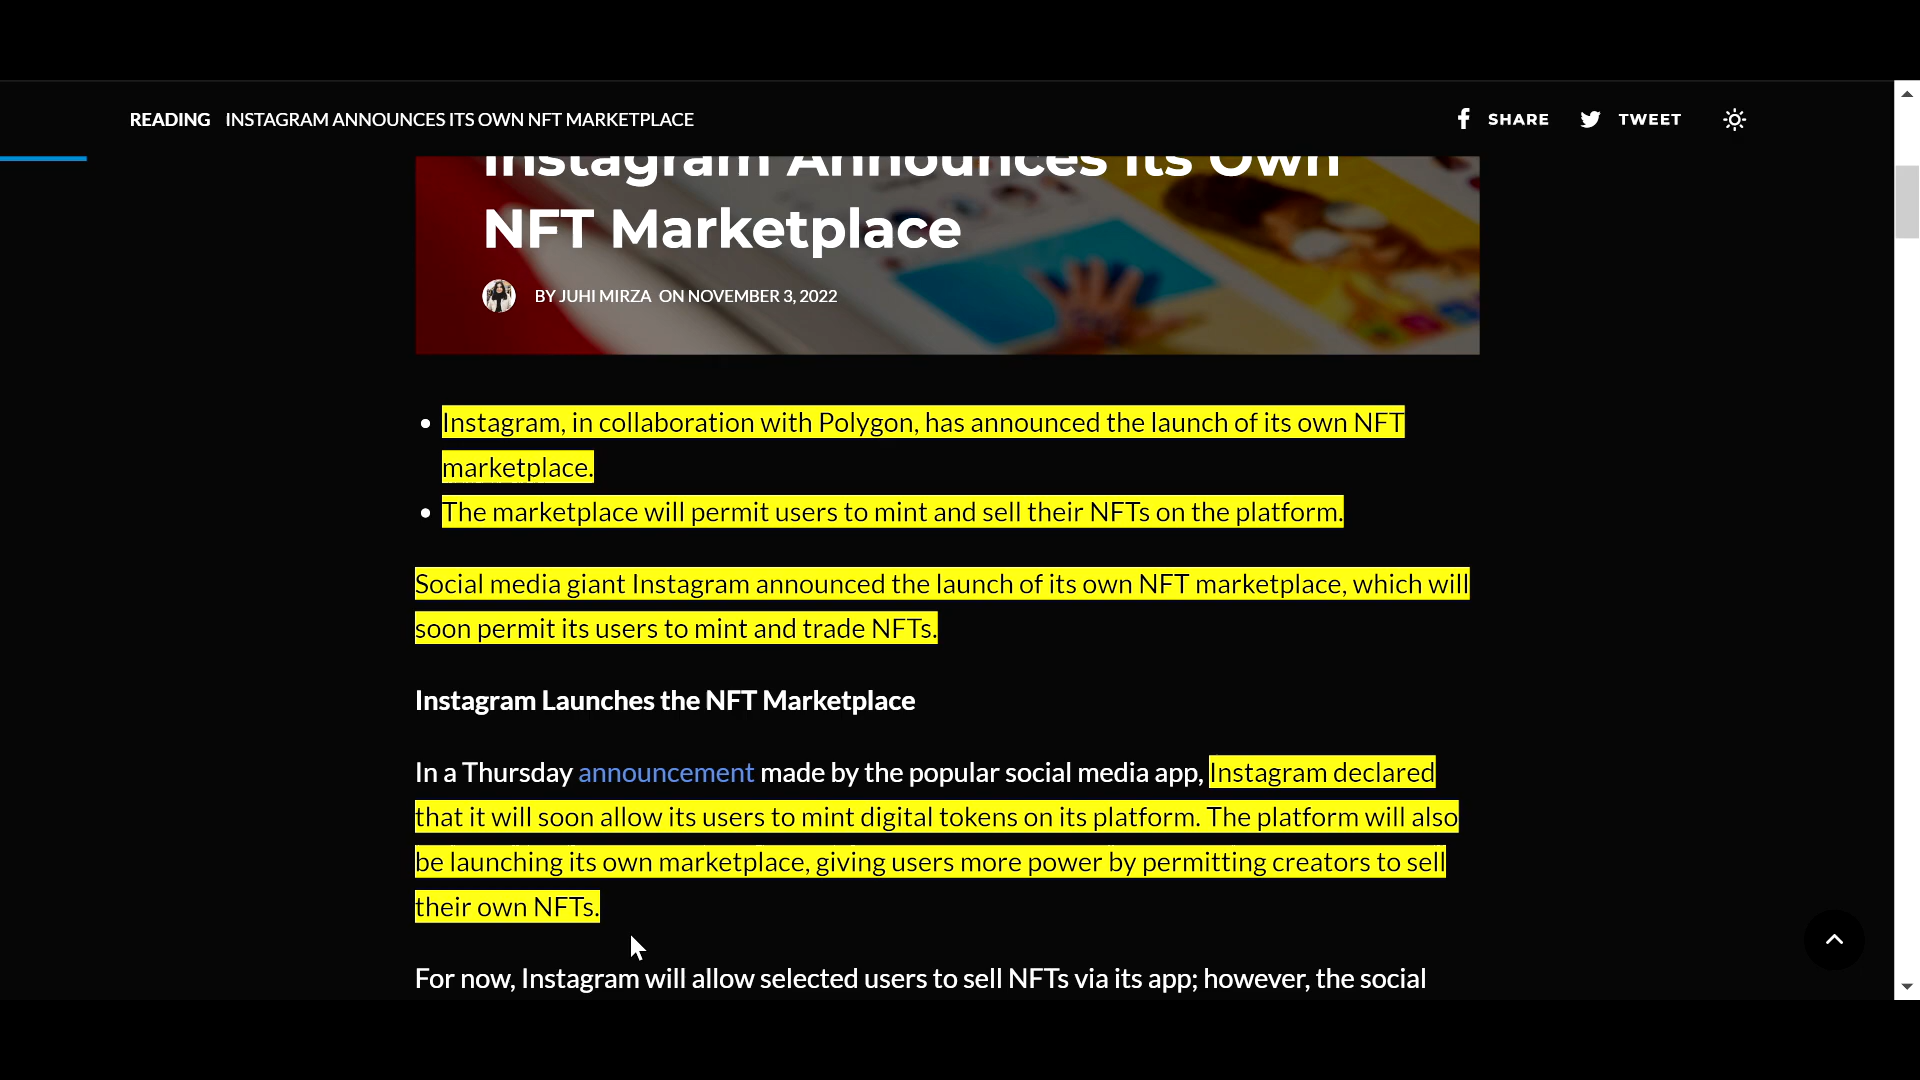 READING INSTAGRAM ANNOUNCES ITS OWN NFT MARKETPLACE
SHARE TWEET
Instagram Announces Its Own
NFT Marketplace
BY JUHI MIRZA ON NOVEMBER 3, 2022
Instagram, in collaboration with Polygon, has announced the launch of its own NFT
marketplace.
The marketplace will permit users to mint and sell their NFTs on the platform.
Social media giant Instagram announced the launch of its own NFT marketplace, which will
soon permit its users to mint and trade NFTs.
Instagram Launches the NFT Marketplace
In a Thursday announcement made by the popular social media app, Instagram declared
that it will soon allow its users to mint digital tokens on its platform. The platform will also
be launching its own marketplace, giving users more power by permitting creators to sell
their own NFTs.
For now, Instagram will allow selected users to sell NFTs via its app; however, the social